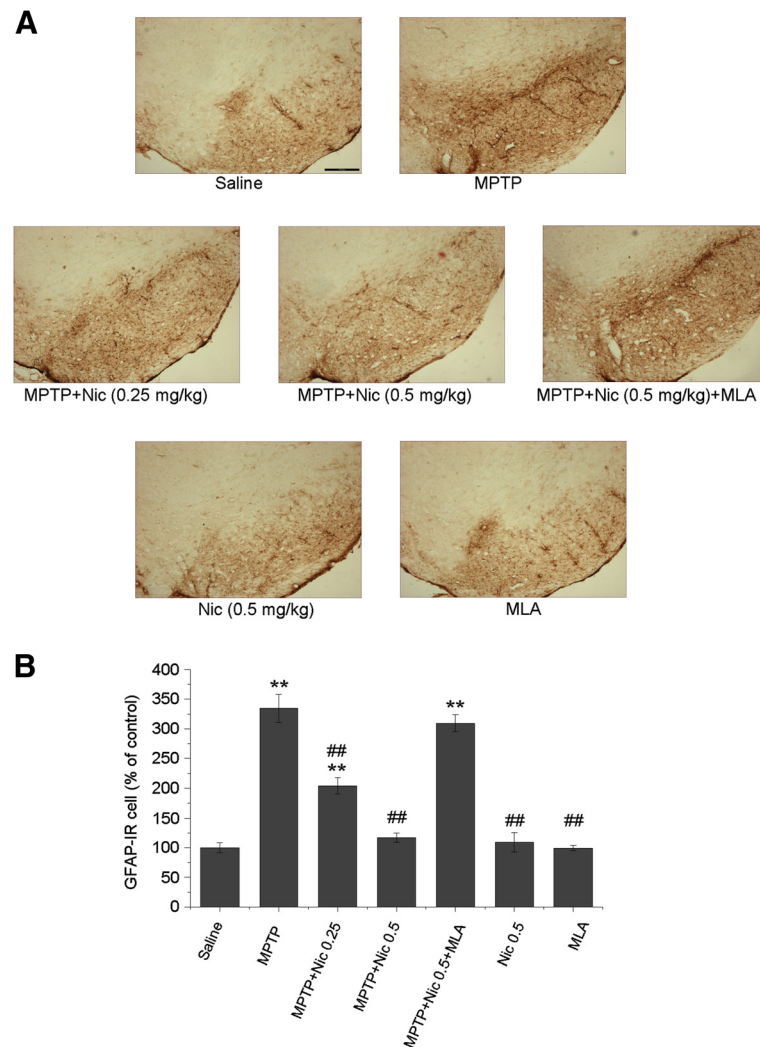 A
Saline
MPTP
MPTP+Nic (0.25 mg/kg)
MPTP+Nic (0.5 mg/kg)
MPTP+Nic (0.5 mg/kg)+MLA
Nic (0.5 mg/kg)
MLA
B
GFAP-IR cell (% of control)
400
350
300
250
200
150
100
50
0
**
##
**
##
**
##
##
Saline
MPTP
MPTP+Nic 0.25
MPTP+Nic 0.5
MPTP+Nic 0.5+MLA
Nic 0.5
MLA